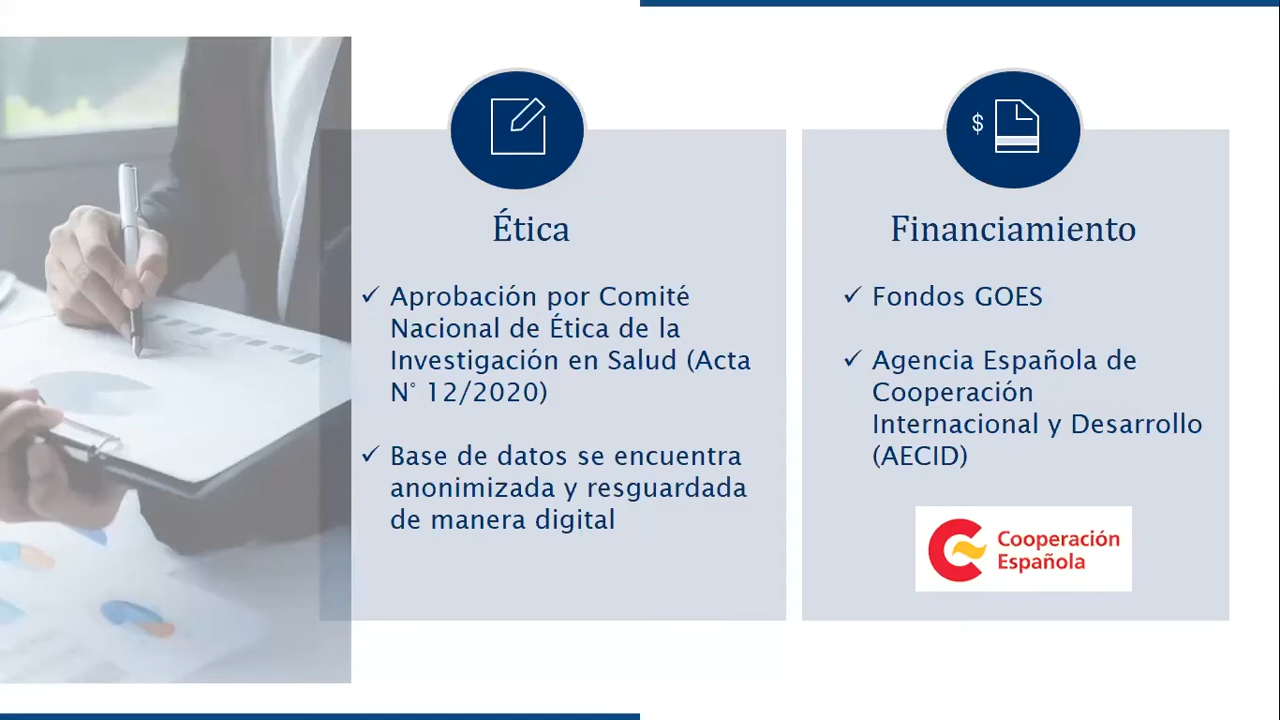 Ética
✓ Aprobación por Comité
Nacional de Ética de la
Investigación en Salud (Acta
N° 12/2020)
✓ Base de datos se encuentra
anonimizada y resguardada
de manera digital
$
Financiamiento
✓ Fondos GOES
✓ Agencia Española de
Cooperación
Internacional y Desarrollo
(AECID)
Cooperación
Española